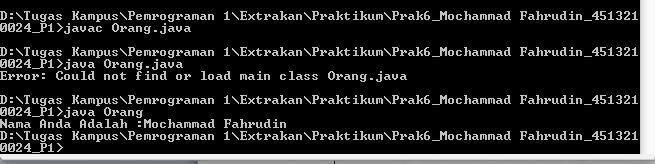 D:\Tugas Kampus\Pemrograman 1\Extrakan\Praktikum\Prak6_Mochammad Fahrudin_451321
0024_P1>javac Orang.java
D:\Tugas Kampus\Pemrograman 1\Extrakan\Praktikum\Prak6_Mochammad Fahrudin_451321
0024_P1>java Orang.java
Error: Could not find or load main class Orang.java
D:\Tugas Kampus\Pemrograman 1\Extrakan\Praktikum\Prak6_Mochammad Fahrudin_451321
0024_P1>java Orang
Nama Anda Adalah :Mochammad Fahrudin
D:\Tugas Kampus\Pemrograman 1\Extrakan\Praktikum\Prak6_Mochammad Fahrudin_451321
0024_P1>